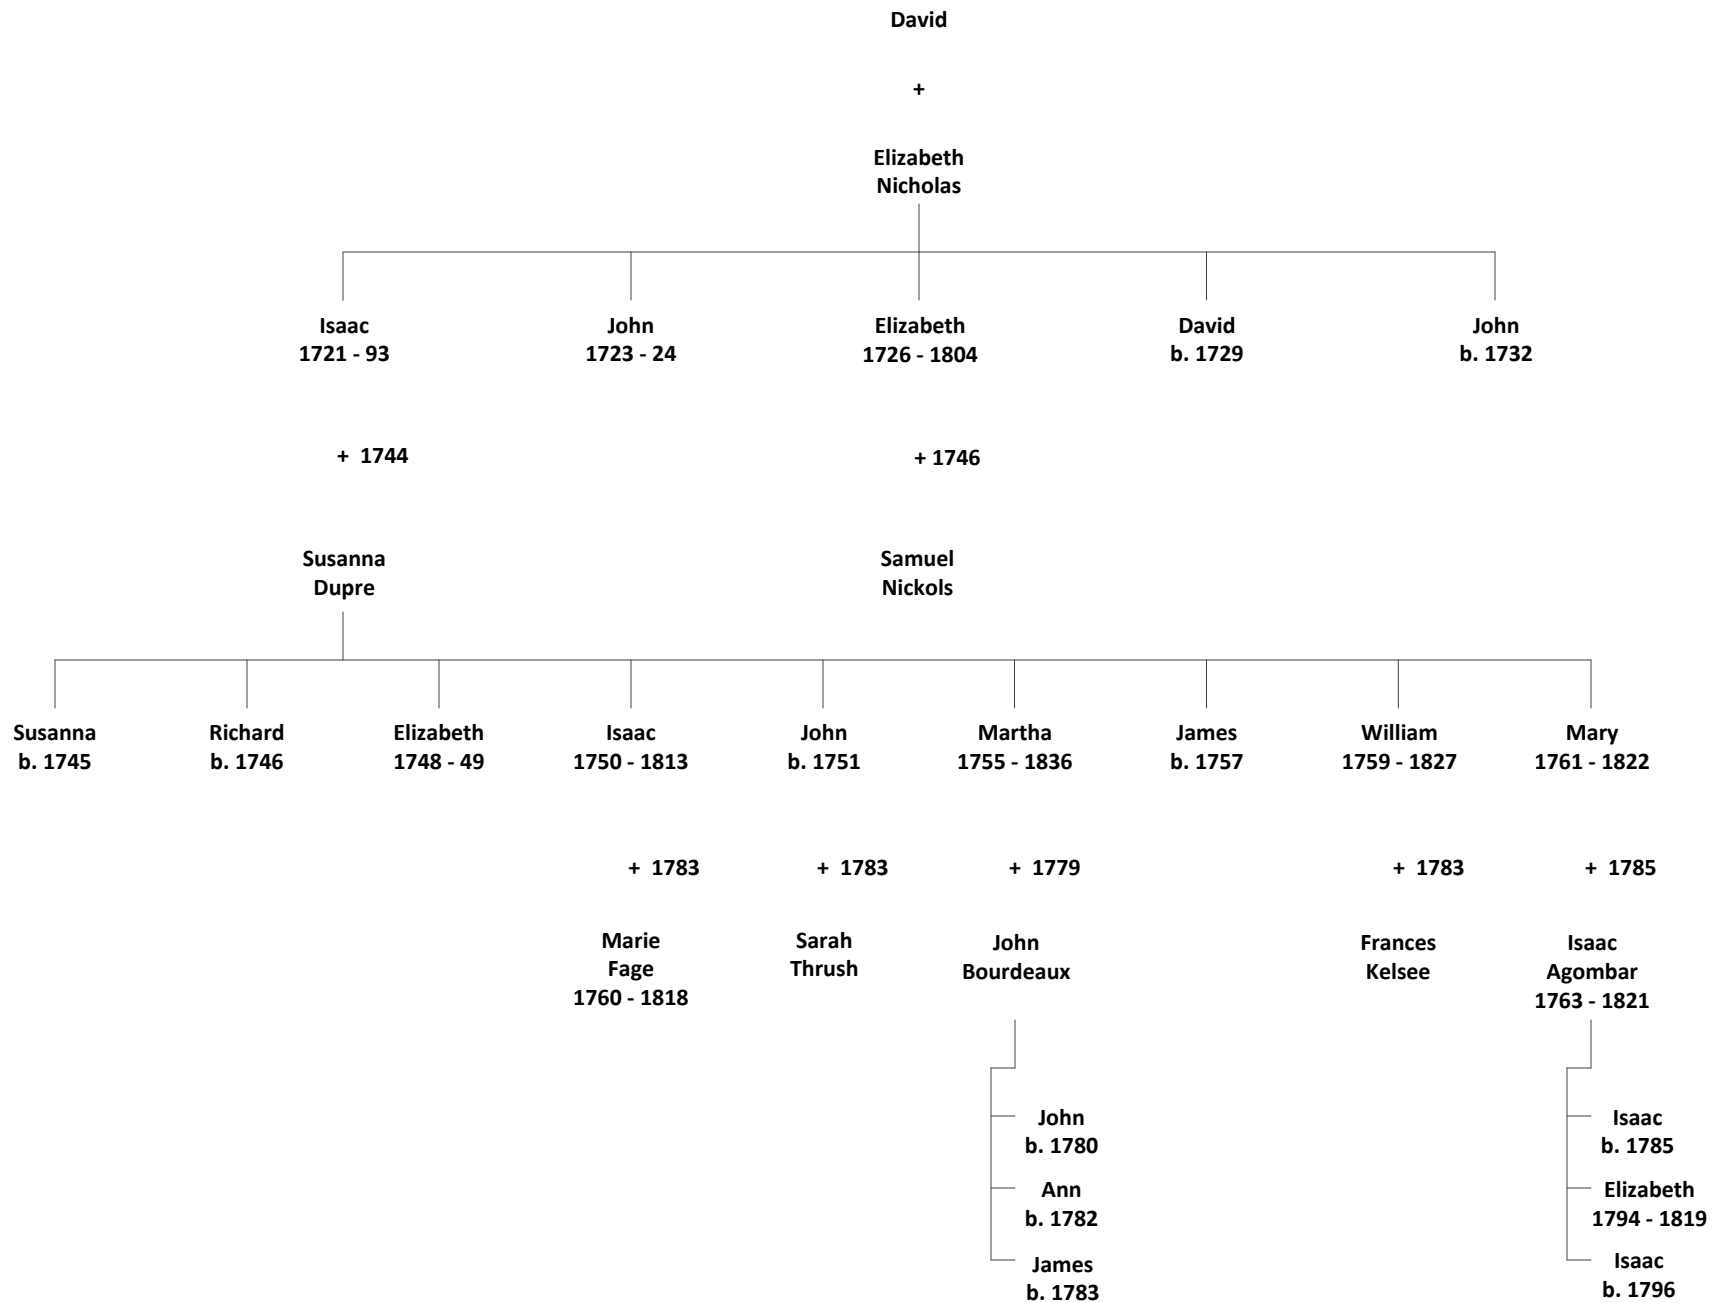 David
+
Elizabeth
Nicholas
Isaac
1721 - 93
John
1723 - 24
Elizabeth
1726 - 1804
David
b. 1729
John
b. 1732
+ 1744
+ 1746
Susanna
Dupre
Samuel
Nickols
Susanna
b. 1745
Richard
b. 1746
Elizabeth
1748 - 49
Isaac
1750 - 1813
John
b. 1751
Martha
1755 - 1836
James
b. 1757
William
1759 - 1827
Mary
1761 - 1822
+ 1783
+ 1783
+ 1779
+ 1783
+ 1785
Marie
Fage
1760 - 1818
Sarah
Thrush
John
Bourdeaux
Frances
Kelsee
Isaac
Agombar
1763 - 1821
John
b. 1780
Ann
b. 1782
James
b. 1783
Isaac
b. 1785
Elizabeth
1794 - 1819
Isaac
b. 1796